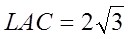 LAC = 2√3